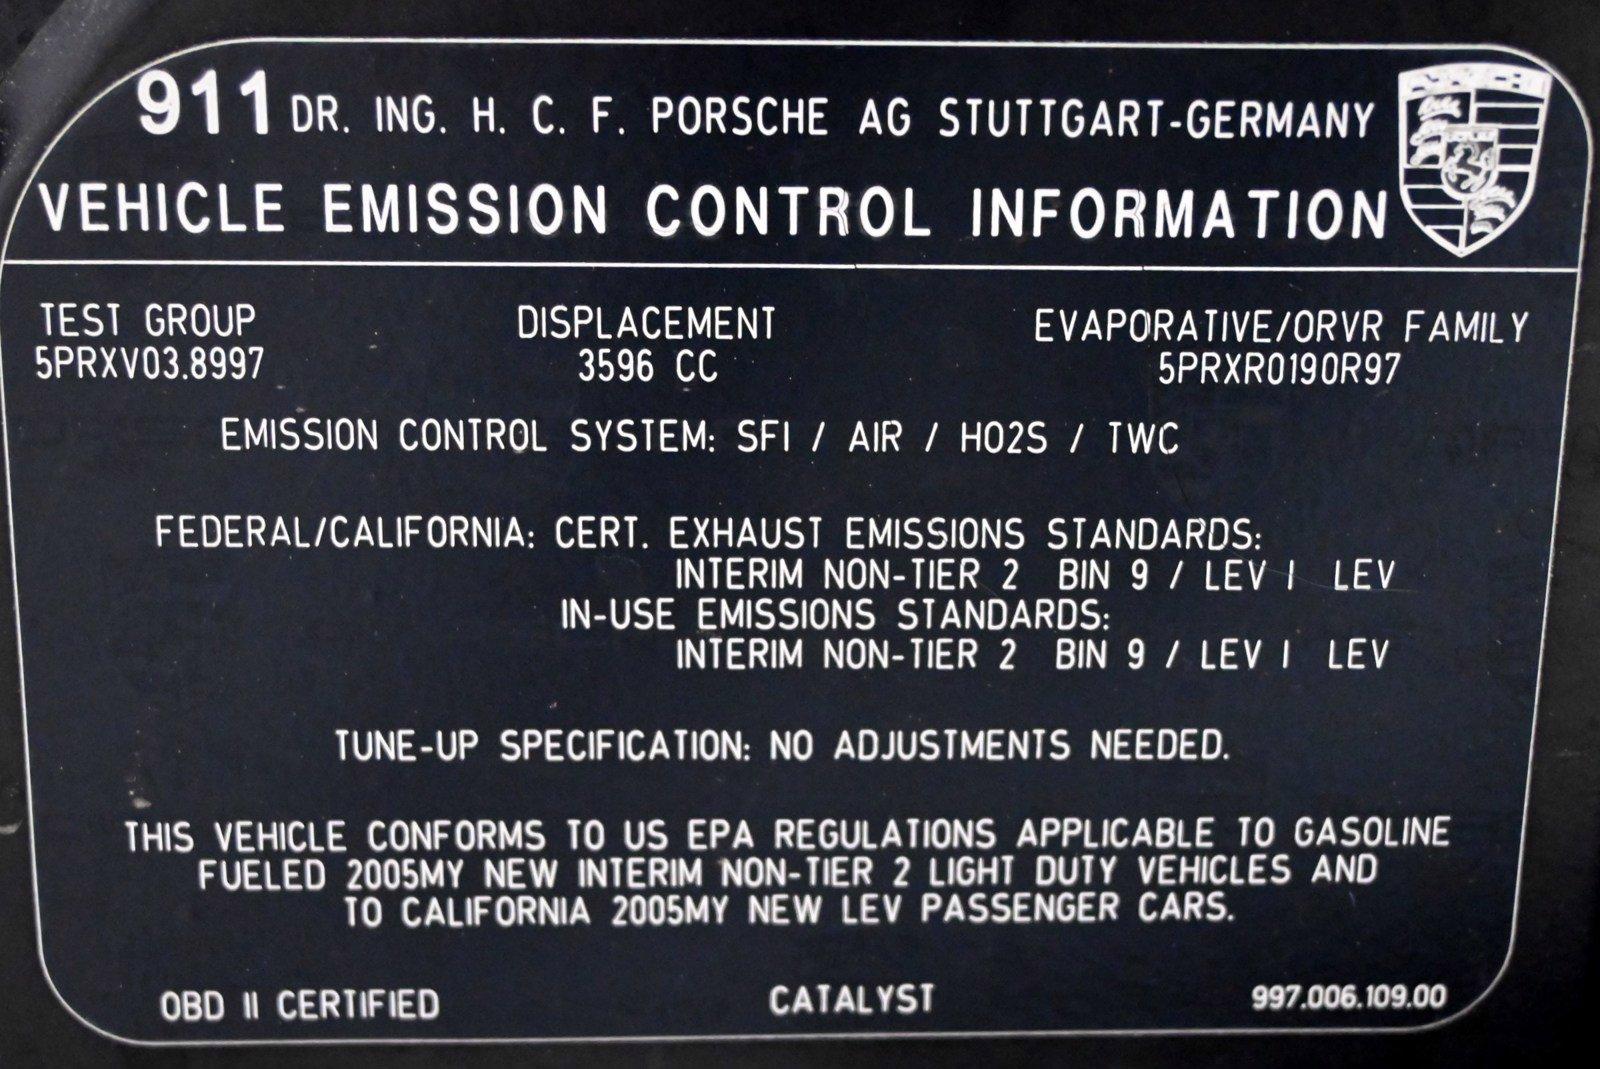 911 DR. ING. H. C. F. PORSCHE AG STUTTGART-GERMANY
VEHICLE EMISSION CONTROL INFORMATION
PORSCHE
TEST GROUP DISPLACEMENT EVAPORATIVE/ORVR FAMILY
5PRXV03.8997 3596 CC 5PRXR0190R97
EMISSION CONTROL SYSTEM: SFI / AIR / HO2S / TWC
FEDERAL/CALIFORNIA: CERT. EXHAUST EMISSIONS STANDARDS:
INTERIM NON-TIER 2 BIN 9 / LEV I LEV
IN-USE EMISSIONS STANDARDS:
INTERIM NON-TIER 2 BIN 9 / LEV I LEV
TUNE-UP SPECIFICATION: NO ADJUSTMENTS NEEDED.
THIS VEHICLE CONFORMS TO US EPA REGULATIONS APPLICABLE TO GASOLINE
FUELED 2005MY NEW INTERIM NON-TIER 2 LIGHT DUTY VEHICLES AND
TO CALIFORNIA 2005MY NEW LEV PASSENGER CARS.
OBD II CERTIFIED CATALYST 997.006.109.00